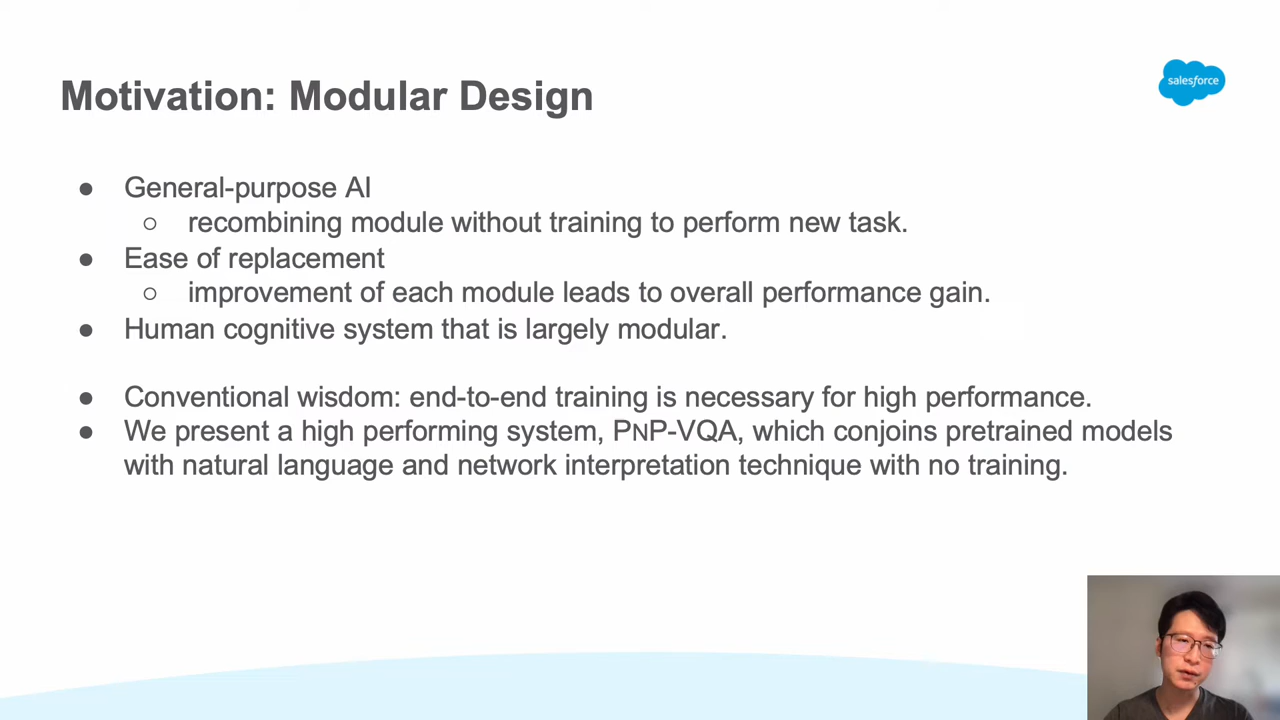 Motivation: Modular Design
salesforce
● General-purpose AI
○ recombining module without training to perform new task.
● Ease of replacement
○ improvement of each module leads to overall performance gain.
● Human cognitive system that is largely modular.
● Conventional wisdom: end-to-end training is necessary for high performance.
● We present a high performing system, PNP-VQA, which conjoins pretrained models
with natural language and network interpretation technique with no training.